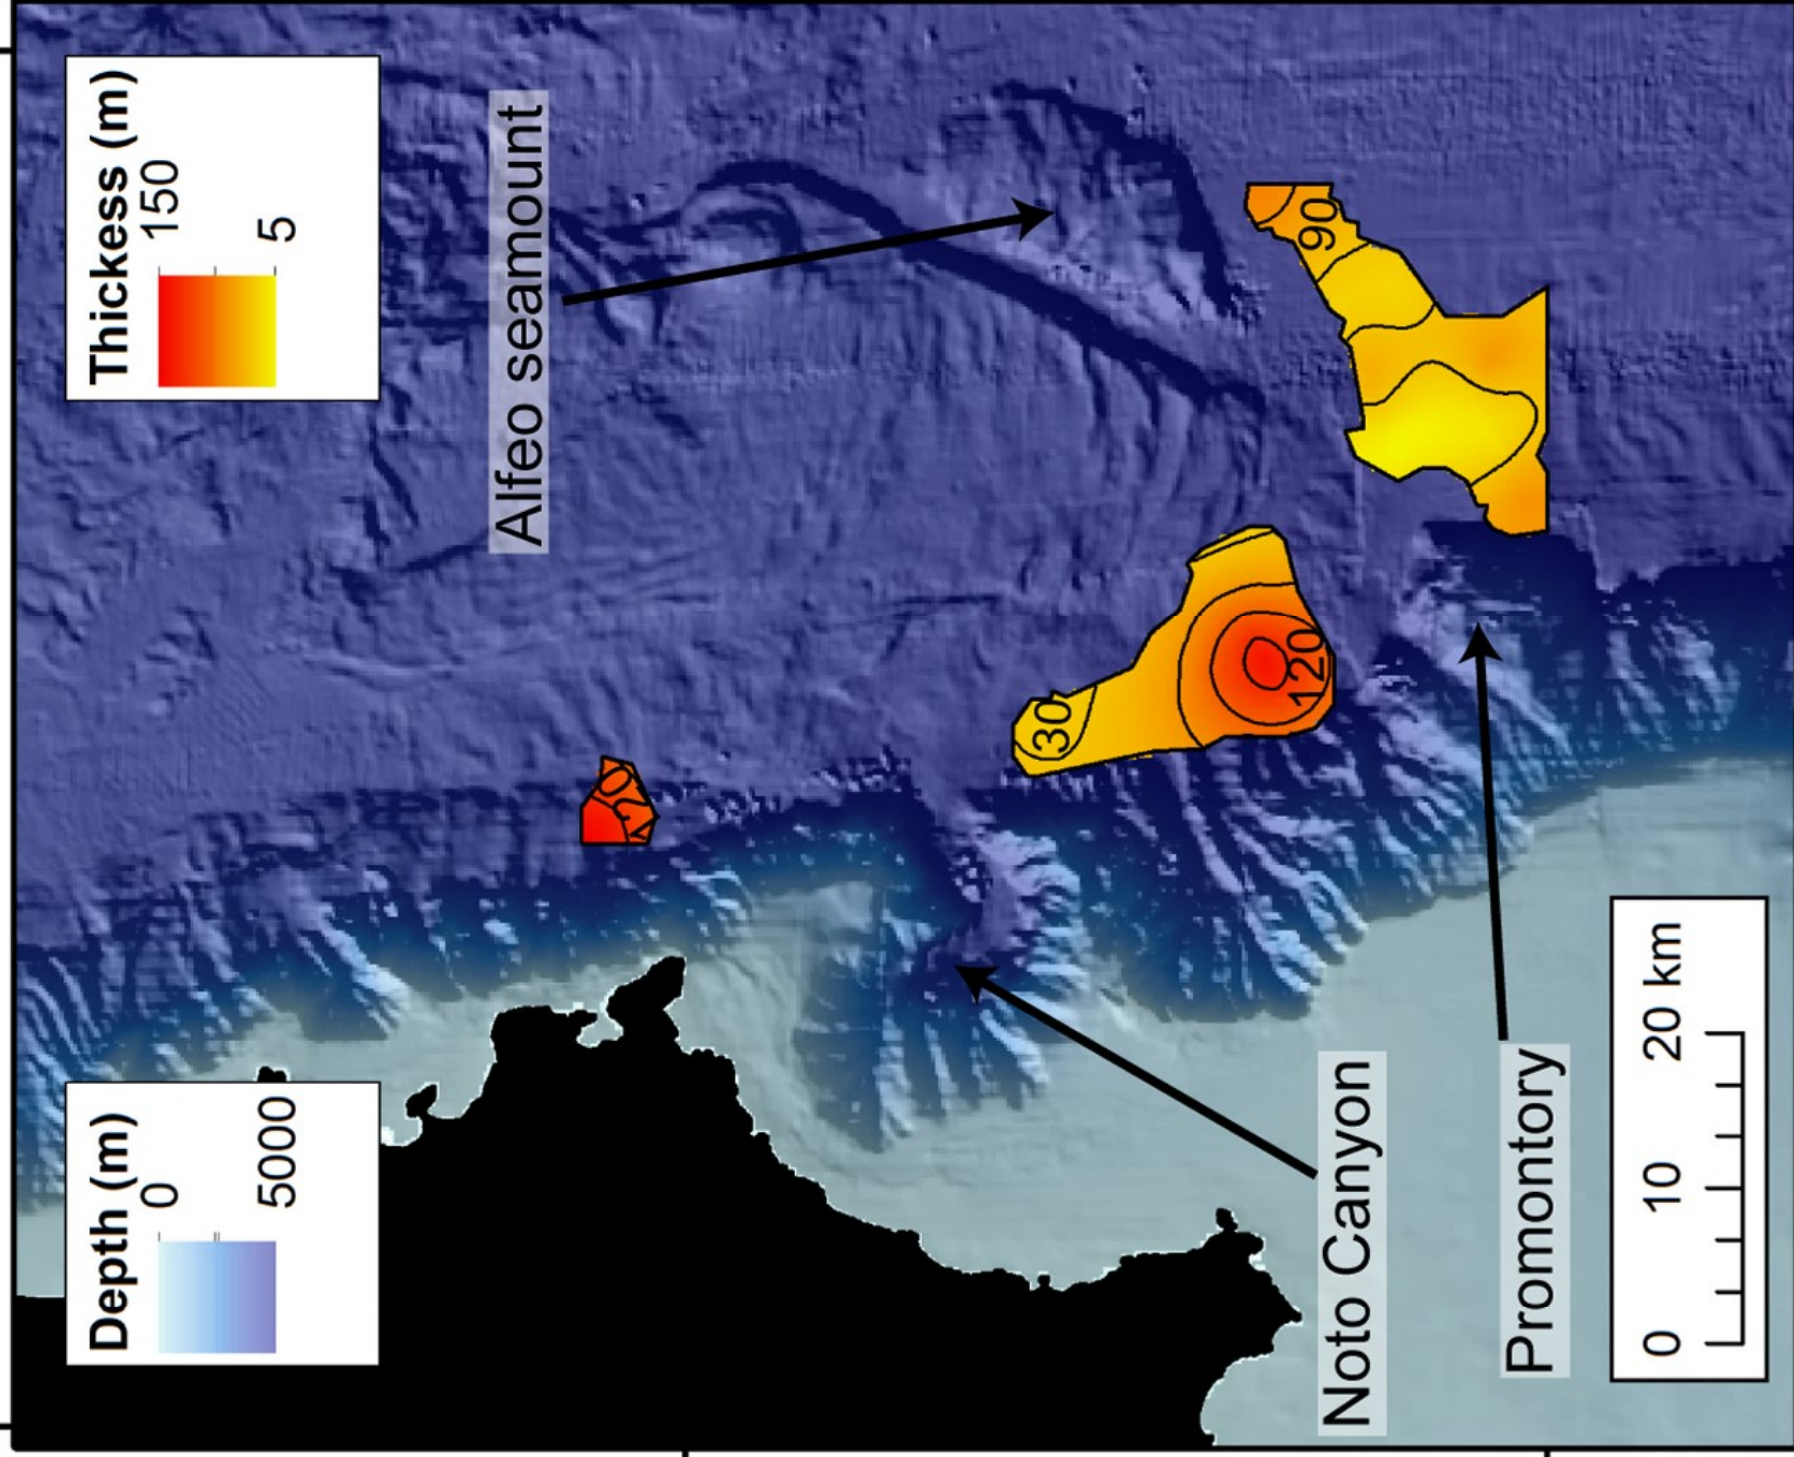 Depth (m)
0
5000
Thickess (m)
150
5
Alfeo seamount
120
30
120
90
Noto Canyon
Promontory
0 10 20 km